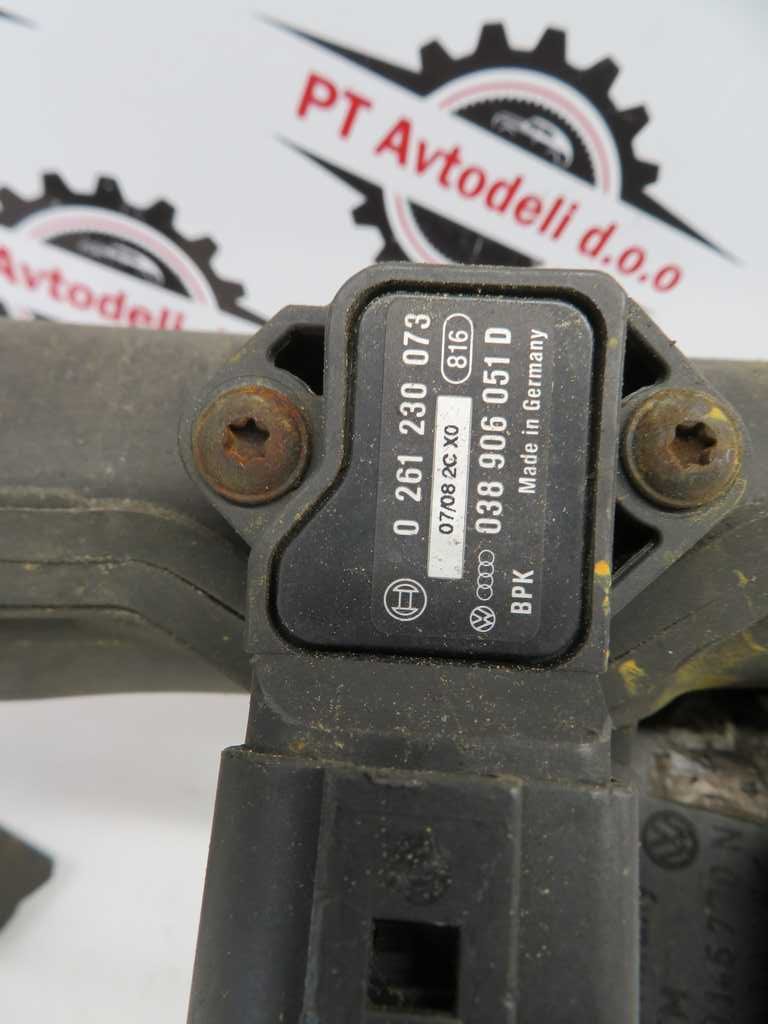 PT Avtodeli d.o.o
Avtodeli
0 261 230 073
816
07/08 2C X0
038 906 051 D
BPK
Made in Germany